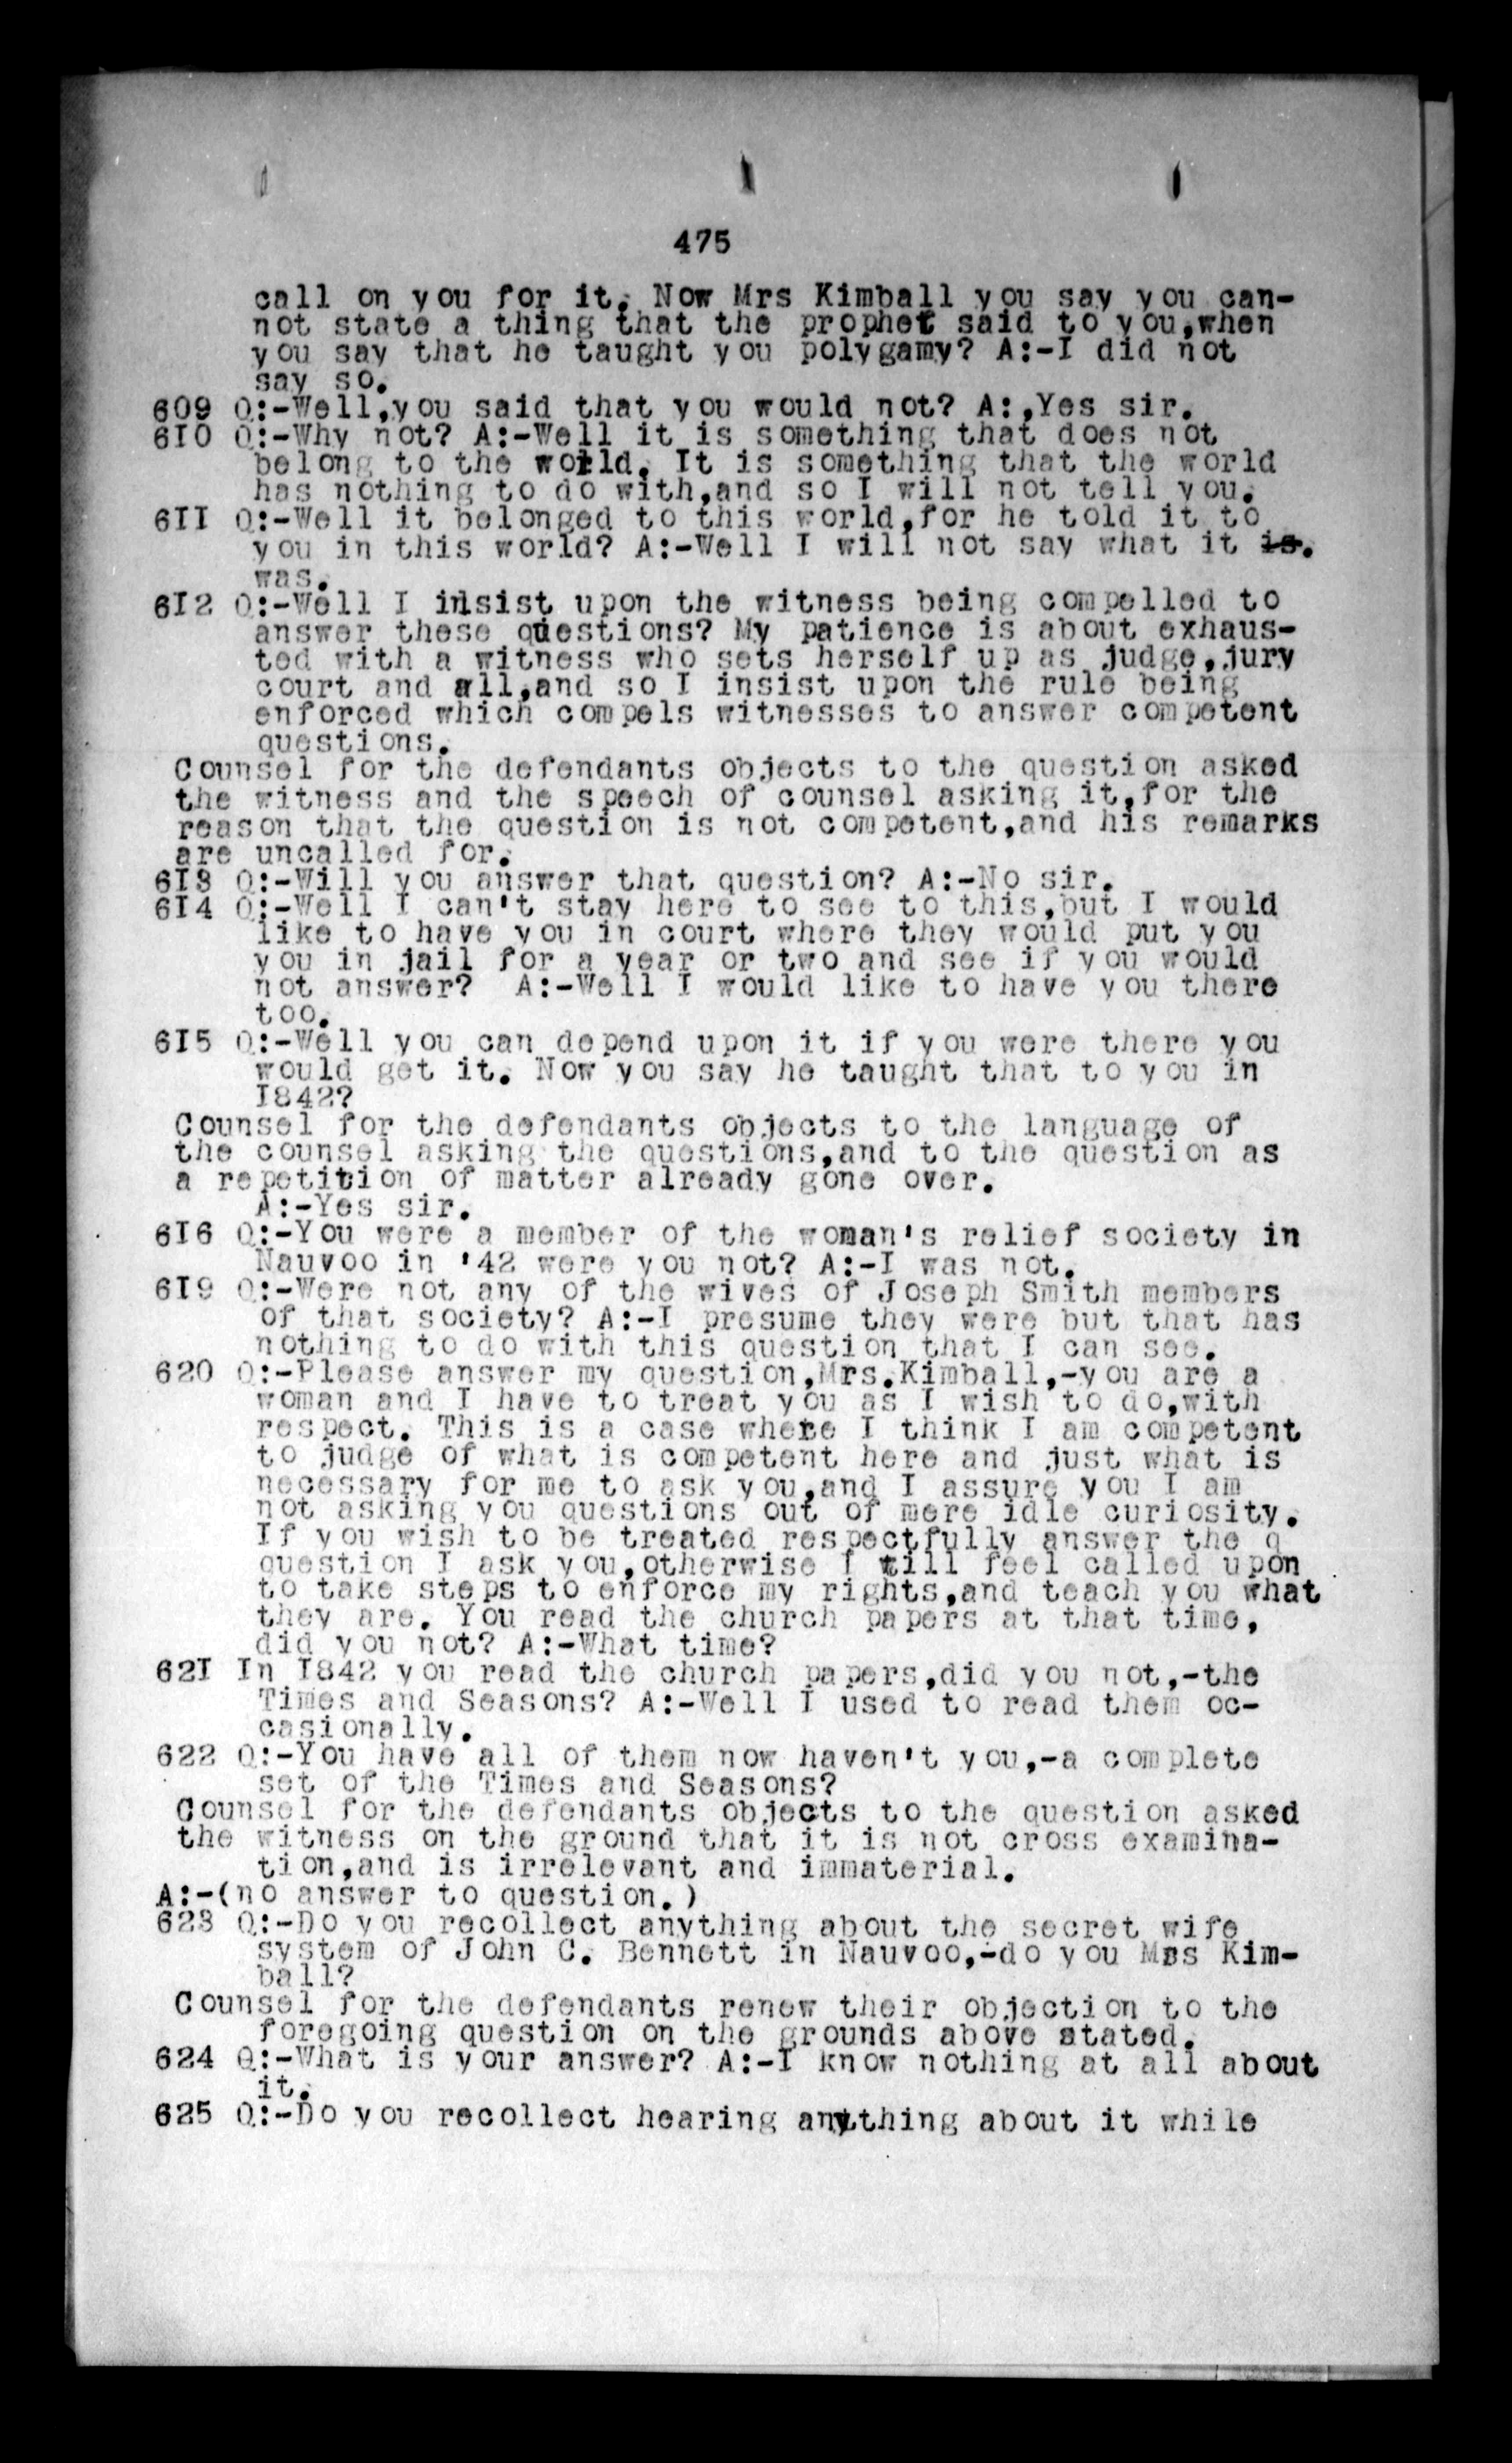 475
call on you for it. Now Mrs Kimball you say you can-
not state a thing that the prophet said to you,when
you say that he taught you polygamy? A:-I did not
say so.
609 Q:-Well,you said that you would not? A:,Yes sir.
6I0 Q:-Why not? A:-Well it is something that does not
belong to the world. It is something that the world
has nothing to do with,and so I will not tell you.
6II Q:-Well it belonged to this world,for he told it to
you in this world? A:-Well I will not say what it is.
was.
6I2 Q:-Well I insist upon the witness being compelled to
answer these questions? My patience is about exhaus-
ted with a witness who sets herself up as judge,jury
court and all,and so I insist upon the rule being
enforced which compels witnesses to answer competent
questions.
Counsel for the defendants objects to the question asked
the witness and the speech of counsel asking it,for the
reason that the question is not competent,and his remarks
are uncalled for.
6I3 Q:-Will you answer that question? A:-No sir.
6I4 Q:-Well I can't stay here to see to this,but I would
like to have you in court where they would put you
you in jail for a year or two and see if you would
not answer? A:-Well I would like to have you there
too.
6I5 Q:-Well you can depend upon it if you were there you
would get it. Now you say he taught that to you in
I842?
Counsel for the defendants objects to the language of
the counsel asking the questions,and to the question as
a repetition of matter already gone over.
A:-Yes sir.
6I6 Q:-You were a member of the woman's relief society in
Nauvoo in '42 were you not? A:-I was not.
6I9 Q:-Were not any of the wives of Joseph Smith members
of that society? A:-I presume they were but that has
nothing to do with this question that I can see.
620 Q:-Please answer my question,Mrs.Kimball,-you are a
woman and I have to treat you as I wish to do,with
respect. This is a case where I think I am competent
to judge of what is competent here and just what is
necessary for me to ask you,and I assure you I am
not asking you questions out of mere idle curiosity.
If you wish to be treated respectfully answer the q
question I ask you,otherwise I till feel called upon
to take steps to enforce my rights,and teach you what
they are. You read the church papers at that time,
did you not? A:-What time?
62I In I842 you read the church papers,did you not,-the
Times and Seasons? A:-Well I used to read them oc-
casionally.
622 Q:-You have all of them now haven't you,-a complete
set of the Times and Seasons?
Counsel for the defendants objects to the question asked
the witness on the ground that it is not cross examina-
tion,and is irrelevant and immaterial.
A:-(no answer to question.)
623 Q:-Do you recollect anything about the secret wife
system of John C. Bennett in Nauvoo,-do you Mrs Kim-
ball?
Counsel for the defendants renew their objection to the
foregoing question on the grounds above stated.
624 Q:-What is your answer? A:-I know nothing at all about
it.
625 Q:-Do you recollect hearing anything about it while